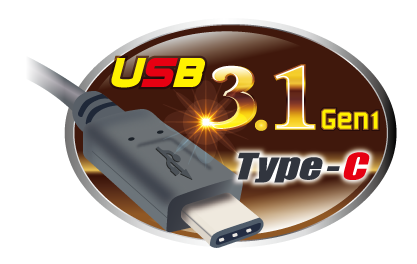 USB 3.1 Gen1
Type-C